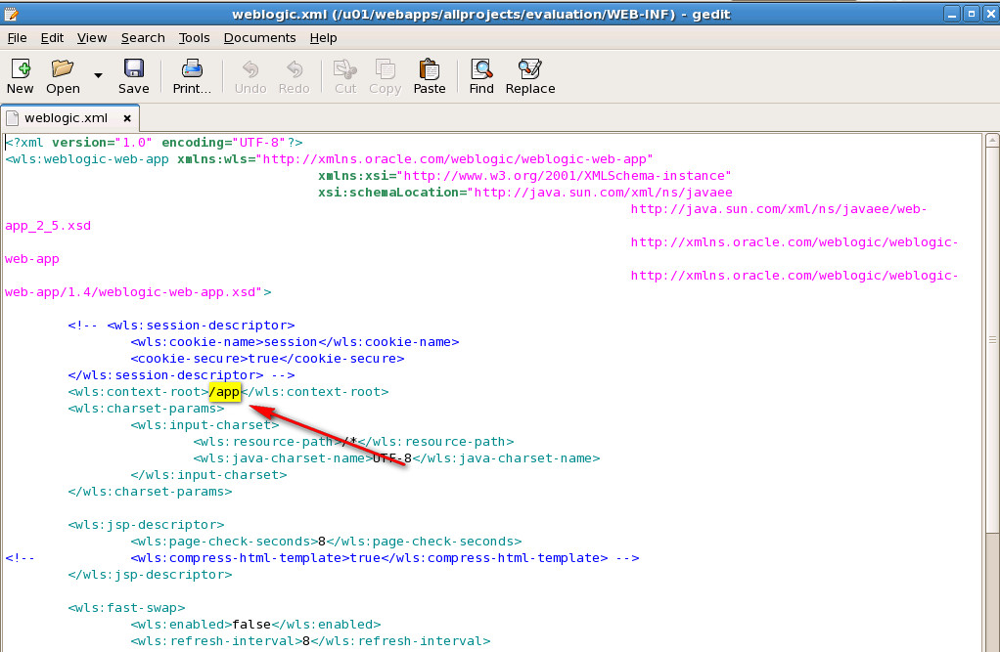 weblogic.xml (/u01/webapps/allprojects/evaluation/WEB-INF) - gedit
File Edit View Search Tools Documents Help
New Open Save Print... Undo Redo Cut Copy Paste Find Replace
weblogic.xml
<?xml version="1.0" encoding="UTF-8"?>
<wls:weblogic-web-app xmlns:wls="http://xmlns.oracle.com/weblogic/weblogic-web-app"
xmlns:xsi="http://www.w3.org/2001/XMLSchema-instance"
xsi:schemaLocation="http://java.sun.com/xml/ns/javaee
http://java.sun.com/xml/ns/javaee/web-
app_2_5.xsd
http://xmlns.oracle.com/weblogic/weblogic-
web-app
http://xmlns.oracle.com/weblogic/weblogic-
web-app/1.4/weblogic-web-app.xsd">
<!-- <wls:session-descriptor>
<wls:cookie-name>session</wls:cookie-name>
<cookie-secure>true</cookie-secure>
</wls:session-descriptor> -->
<wls:context-root>/app</wls:context-root>
<wls:charset-params>
<wls:input-charset>
<wls:resource-path>/*</wls:resource-path>
<wls:java-charset-name>UTF-8</wls:java-charset-name>
</wls:input-charset>
</wls:charset-params>
<wls:jsp-descriptor>
<wls:page-check-seconds>8</wls:page-check-seconds>
<!-- <wls:compress-html-template>true</wls:compress-html-template> -->
</wls:jsp-descriptor>
<wls:fast-swap>
<wls:enabled>false</wls:enabled>
<wls:refresh-interval>8</wls:refresh-interval>